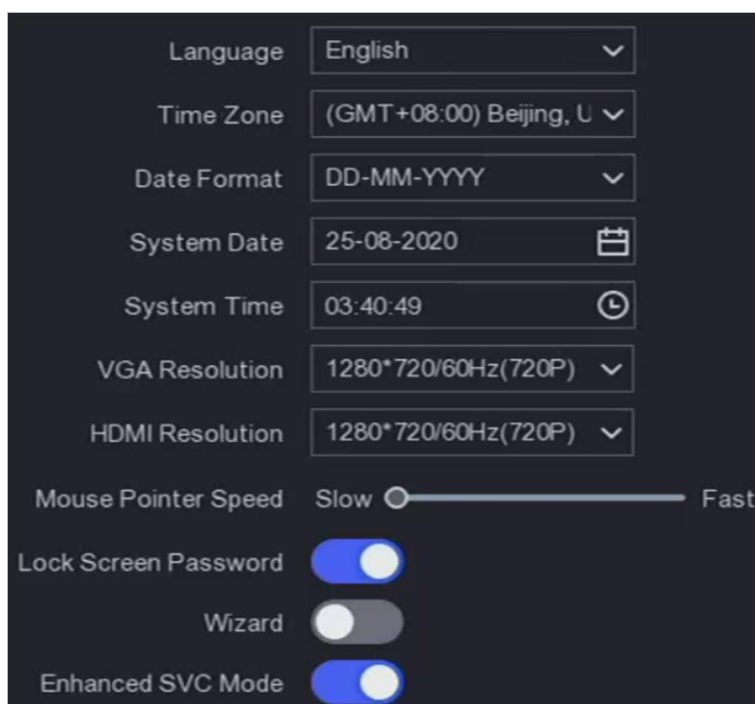 Language English
Time Zone (GMT+08:00) Beijing, U
Date Format DD-MM-YYYY
System Date 25-08-2020
System Time 03:40:49
VGA Resolution 1280*720/60Hz(720P)
HDMI Resolution 1280*720/60Hz(720P)
Mouse Pointer Speed Slow Fast
Lock Screen Password
Wizard
Enhanced SVC Mode